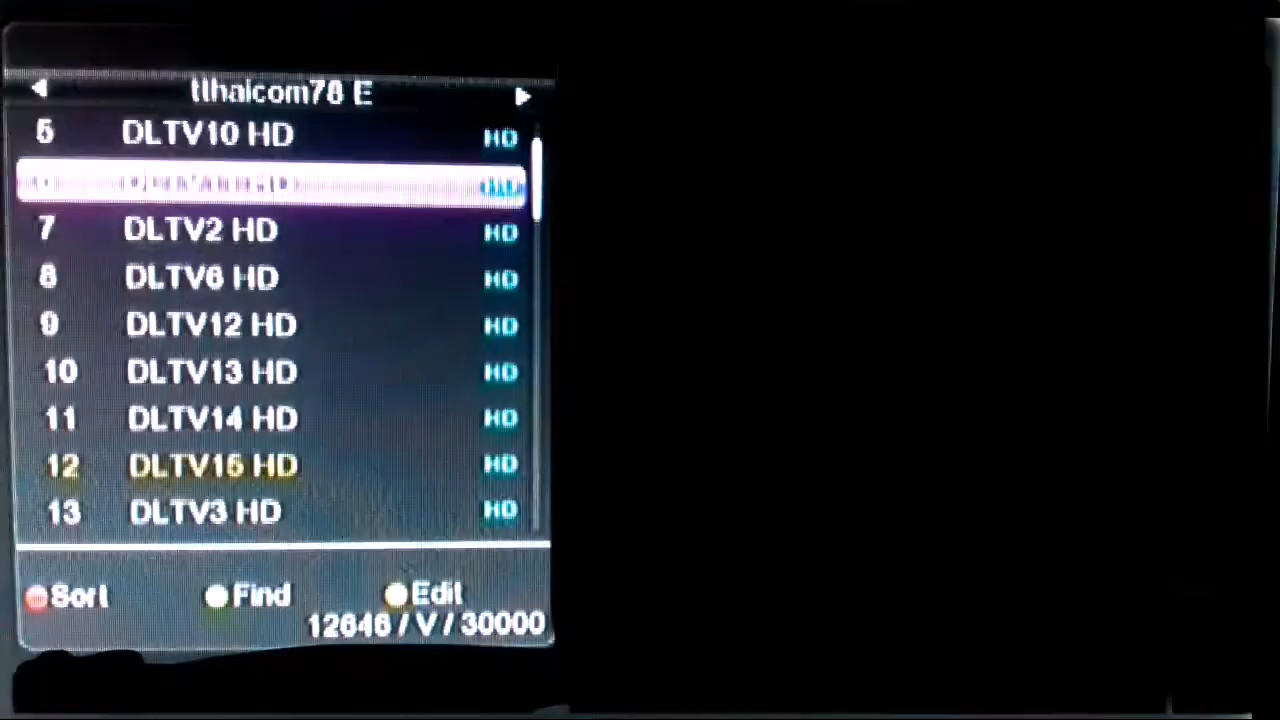 tthaicom78 E
5 DLTV10 HD HD
7 DLTV2 HD HD
8 DLTV6 HD HD
9 DLTV12 HD HD
10 DLTV13 HD HD
11 DLTV14 HD HD
12 DLTV15 HD HD
13 DLTV3 HD HD
Sort Find Edit
12646 / V / 30000